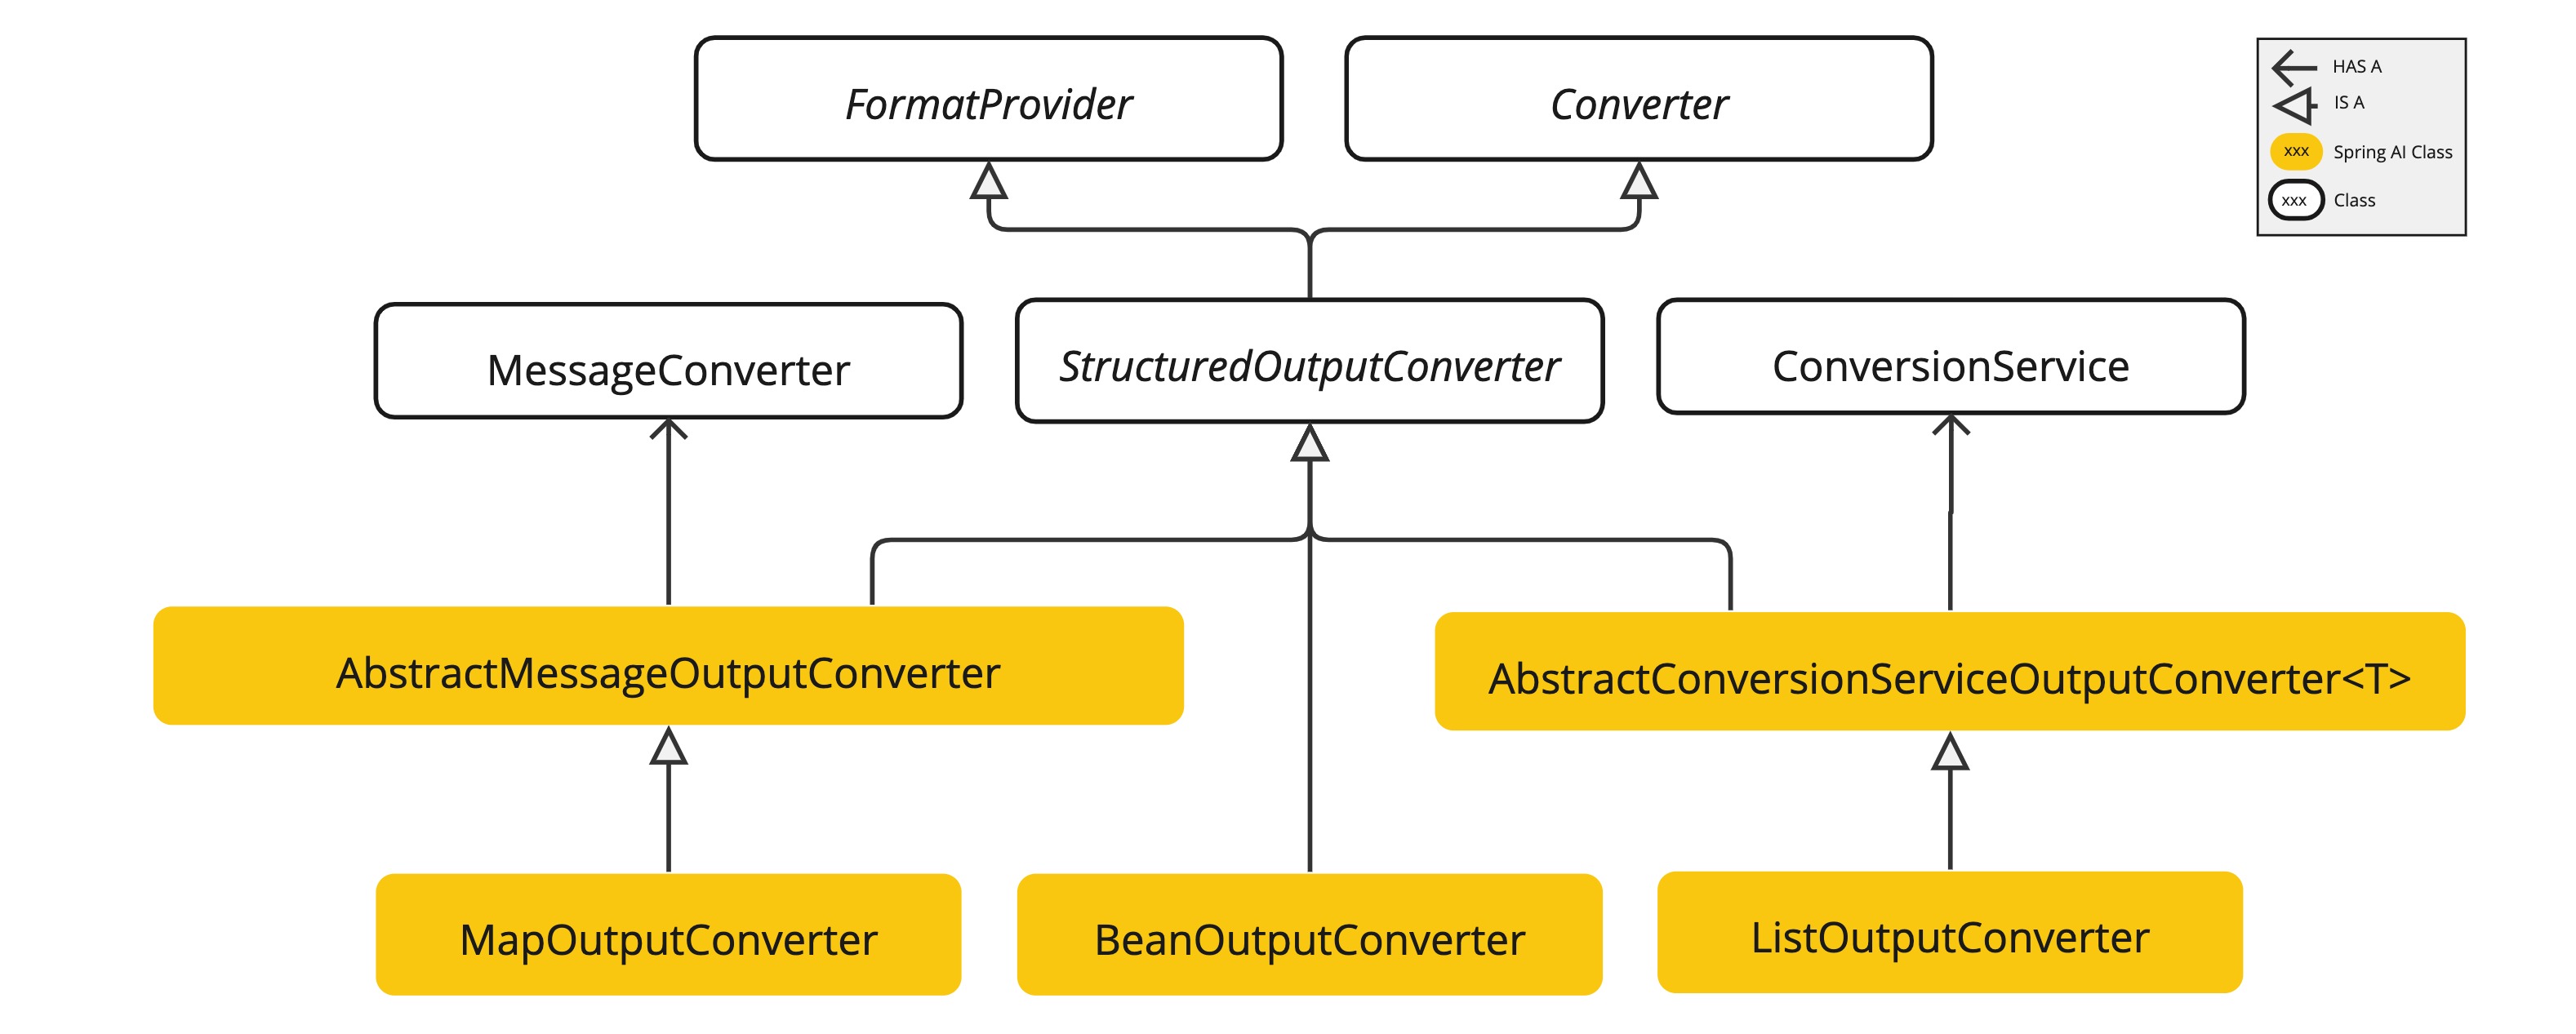 FormatProvider
Converter
HAS A
IS A
xxx Spring AI Class
xxx Class
MessageConverter
StructuredOutputConverter
ConversionService
AbstractMessageOutputConverter
AbstractConversionServiceOutputConverter<T>
MapOutputConverter
BeanOutputConverter
ListOutputConverter